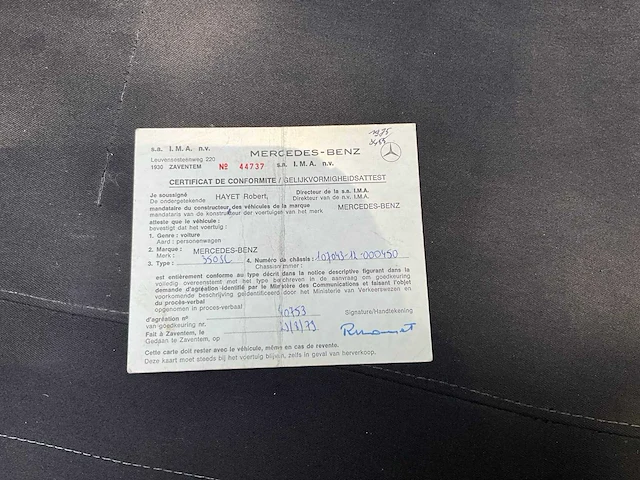 1975
s.a. I.M.A. n.v.
Leuvensesteenweg 220
1930 ZAVENTEM
Nº 44737
MERCEDES-BENZ
s.a. I.M.A. n.v.
CERTIFICAT DE CONFORMITE / GELIJKVORMIGHEIDSATTEST
Je soussigné HAYET Robert, Directeur de la s.a. I.M.A.
De ondergetekende Direkteur van de n.v. I.M.A.
mandataire du constructeur des véhicules de la marque MERCEDES-BENZ
mandataris van de konstrukteur der voertuigen van het merk
atteste que le véhicule :
bevestigt dat het voertuig :
1. Genre : voiture
Aard : personenwagen
2. Marque : MERCEDES-BENZ
Merk :
3. Type : 350SL 4. Numéro de châssis : 107043-12-000450
Chassisnummer :
est entièrement conforme au type décrit dans la notice descriptive figurant dans la
volledig overeenstemt met het type beschreven in de aanvraag om goedkeuring
demande d'agréation identifié par le Ministère des Communications et faisant l'objet
voorkomende beschrijving geïdentificeerd door het Ministerie van Verkeerswezen en
du procès-verbal
opgenomen in proces-verbaal
d'agréation nº 40753 Signature/Handtekening
van goedkeuring nr.
Fait à Zaventem, le
Gedaan te Zaventem, op
Cette carte doit rester avec le véhicule, même en cas de revente.
Deze kaart moet steeds bij het voertuig blijven, zelfs in geval van herverkoop.